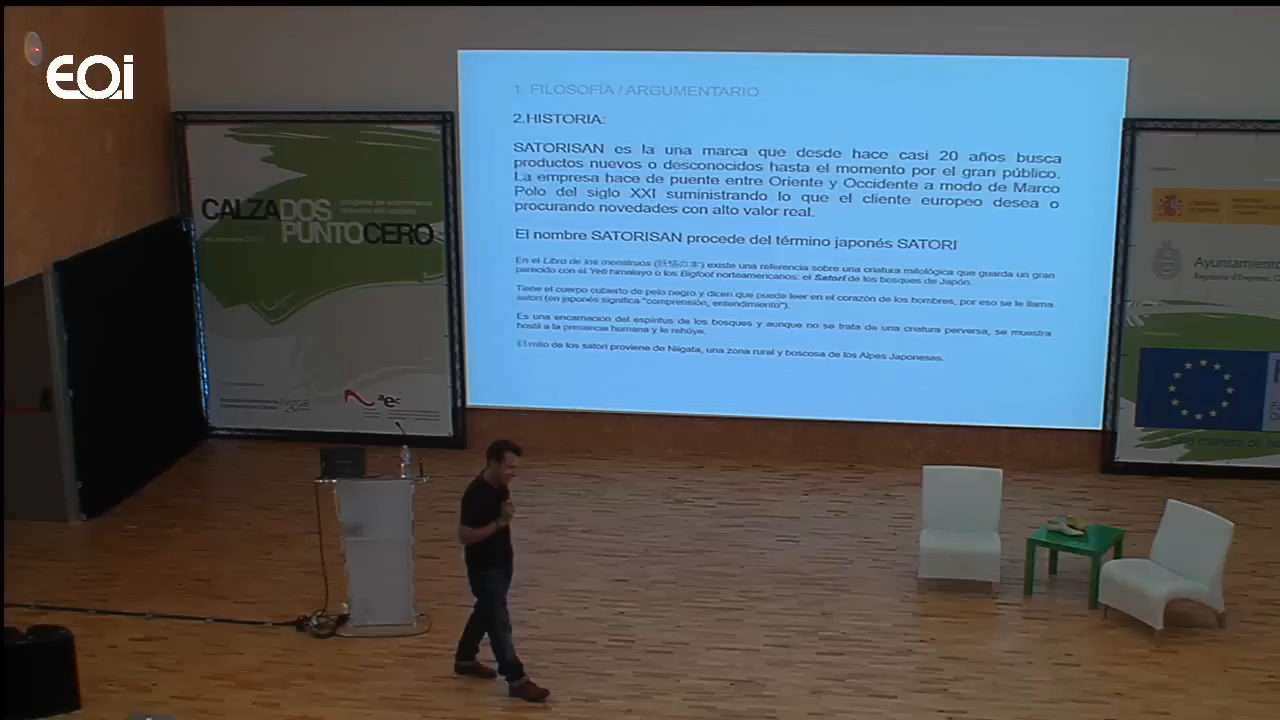 EOi
1. FILOSOFÍA / ARGUMENTARIO
2.HISTORIA:
SATORISAN es la una marca que desde hace casi 20 años busca
productos nuevos o desconocidos hasta el momento por el gran público.
La empresa hace de puente entre Oriente y Occidente a modo de Marco
Polo del siglo XXI suministrando lo que el cliente europeo desea o
procurando novedades con alto valor real.
El nombre SATORISAN procede del término japonés SATORI
En el Libro de los monstruos existe una referencia sobre una criatura mitológica que guarda un gran
parecido con el Yeti himalayo o los Bigfoot norteamericanos: el Satori de los bosques de Japón.
Tiene el cuerpo cubierto de pelo negro y dicen que puede leer en el corazón de los hombres, por eso se le llama
satori (en japonés significa "comprensión, entendimiento").
Es una encarnación del espíritus de los bosques y aunque no se trata de una criatura perversa, se muestra
hostil a la presencia humana y la rehúye.
El mito de los satori proviene de Niigata, una zona rural y boscosa de los Alpes Japoneses.
CALZADOS
PUNTOCERO
aec
Ayuntamiento